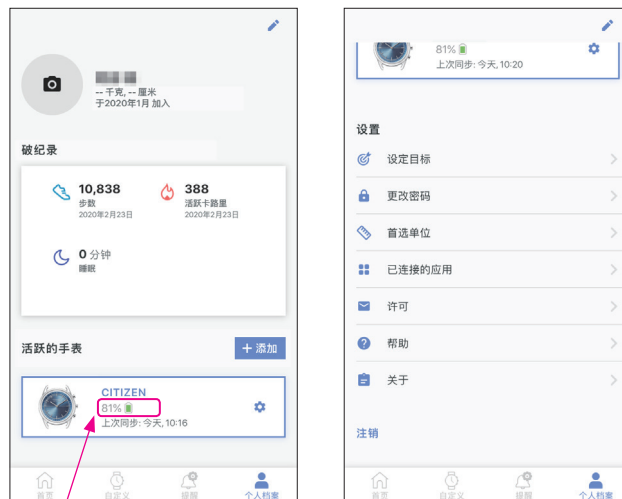 -- 千克, -- 厘米
于2020年1月 加入
破纪录
10,838
步数
2020年2月23日
388
活跃卡路里
2020年2月23日
0 分钟
睡眠
活跃的手表
+ 添加
CITIZEN
81%
上次同步: 今天, 10:16
首页
自定义
提醒
个人档案
81%
上次同步: 今天, 10:20
设置
设定目标
更改密码
首选单位
已连接的应用
许可
帮助
关于
注销
首页
自定义
提醒
个人档案